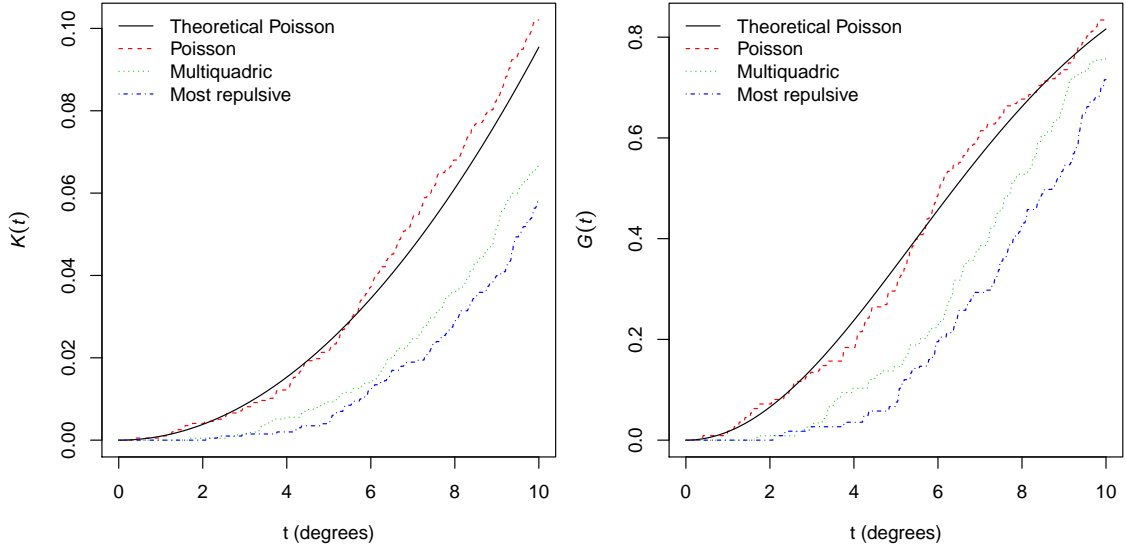 Theoretical Poisson
Poisson
Multiquadric
Most repulsive
K(t)
0.00
0.02
0.04
0.06
0.08
0.10
0
2
4
6
8
10
t (degrees)
Theoretical Poisson
Poisson
Multiquadric
Most repulsive
G(t)
0.0
0.2
0.4
0.6
0.8
0
2
4
6
8
10
t (degrees)